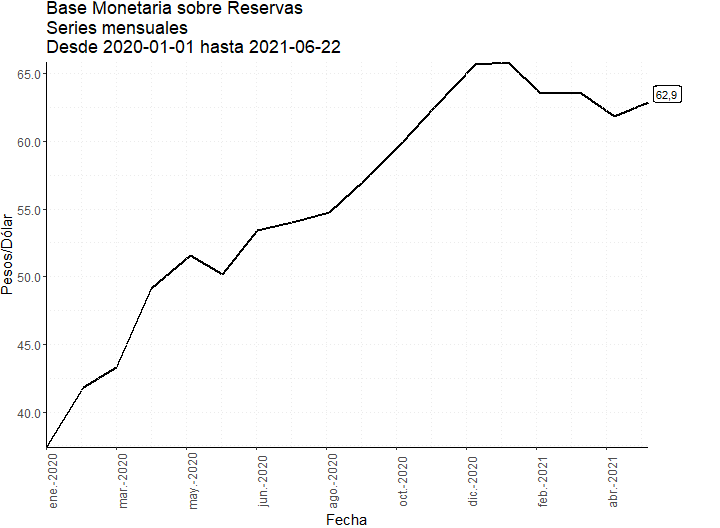 Base Monetaria sobre Reservas
Series mensuales
Desde 2020-01-01 hasta 2021-06-22
65.0
60.0
55.0
50.0
45.0
40.0
Pesos/Dólar
62,9
ene.-2020
mar.-2020
may.-2020
jun.-2020
ago.-2020
oct.-2020
dic.-2020
feb.-2021
abr.-2021
Fecha